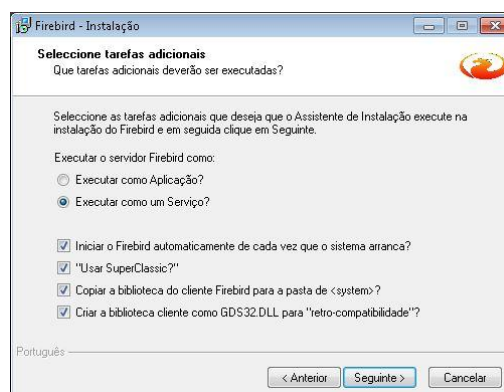 Firebird - Instalação
Seleccione tarefas adicionais
Que tarefas adicionais deverão ser executadas?
Seleccione as tarefas adicionais que deseja que o Assistente de Instalação execute na
instalação do Firebird e em seguida clique em Seguinte.
Executar o servidor Firebird como:
Executar como Aplicação?
Executar como um Serviço?
Iniciar o Firebird automaticamente de cada vez que o sistema arranca?
"Usar SuperClassic?"
Copiar a biblioteca do cliente Firebird para a pasta de <system>?
Criar a biblioteca cliente como GDS32.DLL para "retro-compatibilidade"?
Português
< Anterior Seguinte > Cancelar